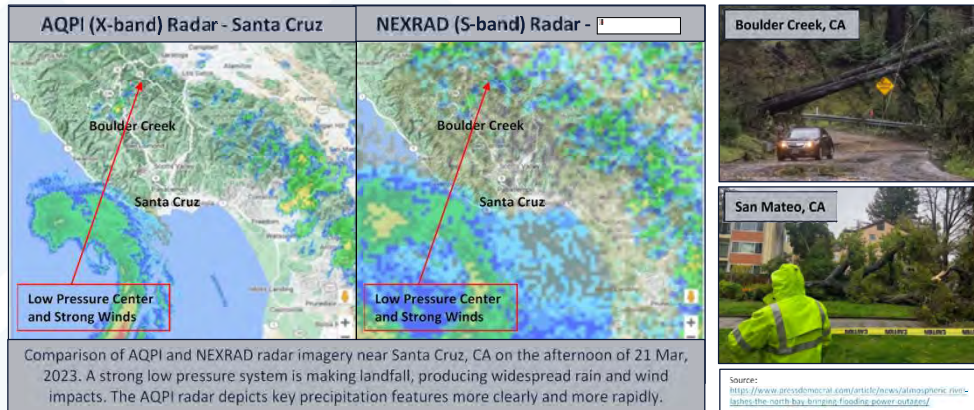 AQPI (X-band) Radar - Santa Cruz
NEXRAD (S-band) Radar -
Boulder Creek
Santa Cruz
Low Pressure Center
and Strong Winds
Boulder Creek
Santa Cruz
Low Pressure Center
and Strong Winds
Comparison of AQPI and NEXRAD radar imagery near Santa Cruz, CA on the afternoon of 21 Mar,
2023. A strong low pressure system is making landfall, producing widespread rain and wind
impacts. The AQPI radar depicts key precipitation features more clearly and more rapidly.
Boulder Creek, CA
San Mateo, CA
CAUTION
Source:
https://www.pressdemocrat.com/article/news/atmospheric-river-
lashes-the-north-bay-bringing-flooding-power-outages/